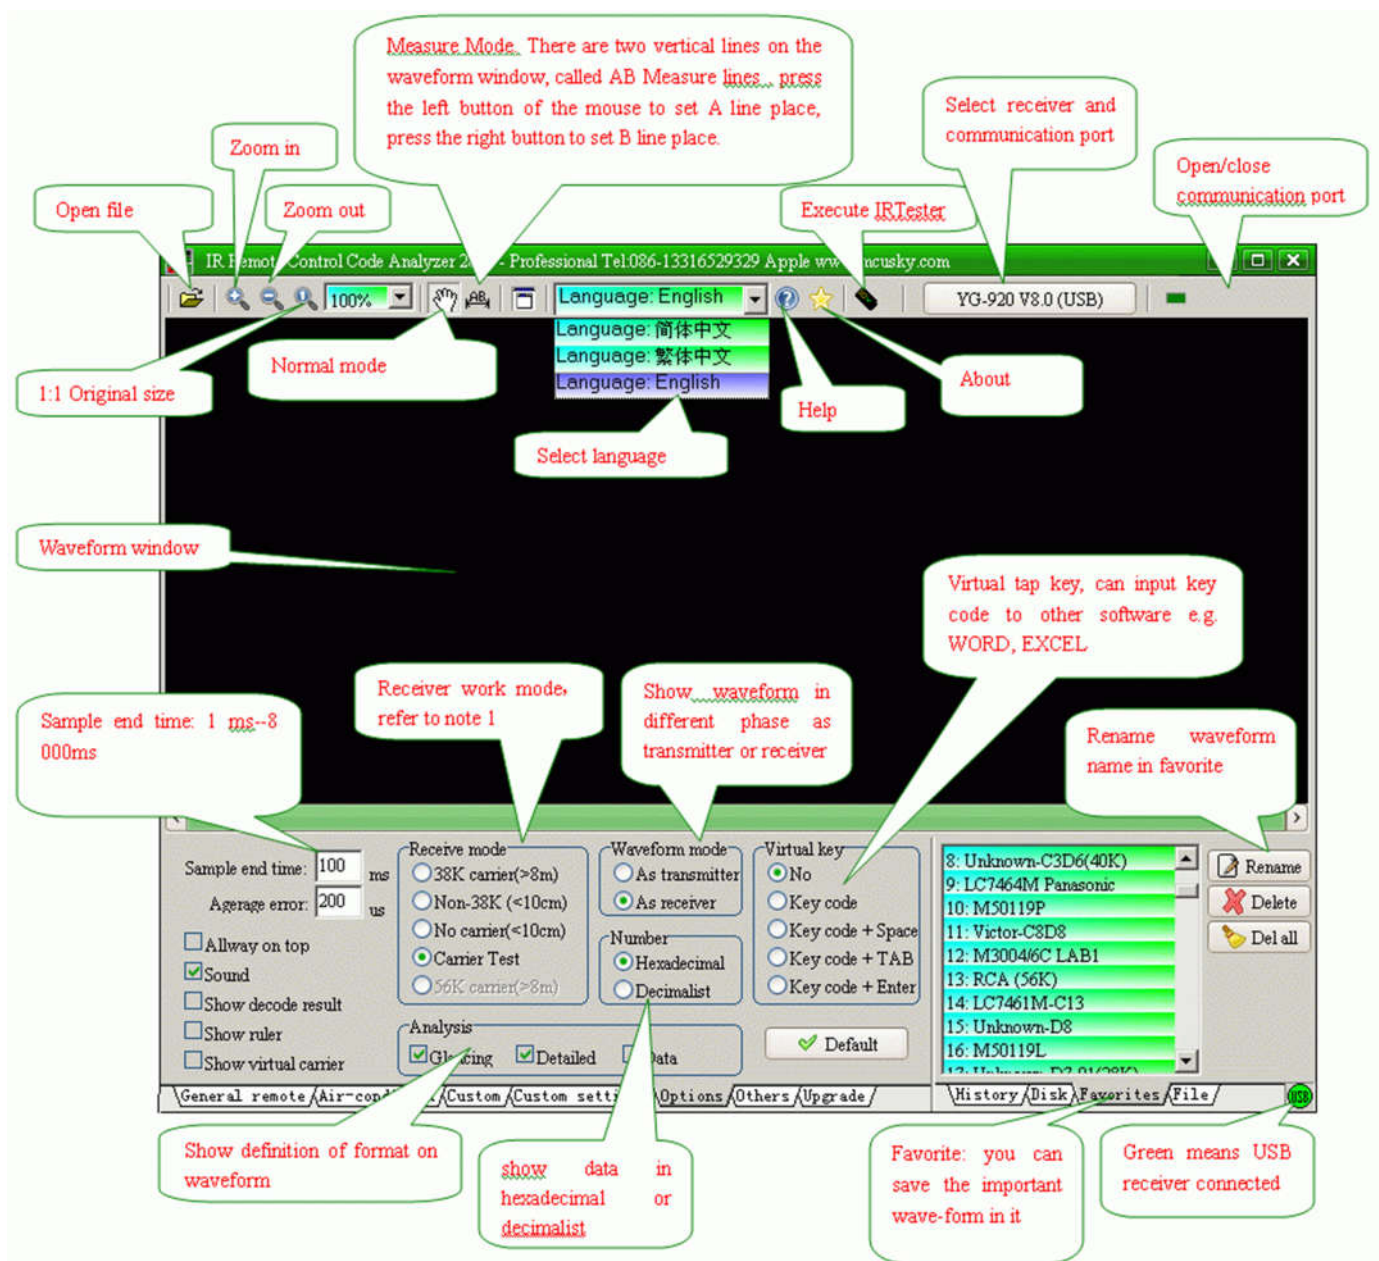 Measure Mode. There are two vertical lines on the
waveform window, called AB Measure lines , press
the left button of the mouse to set A line place,
press the right button to set B line place.
Select receiver and
communication port
Zoom in
Open/close
communication port
Open file
Zoom out
Execute IRTester
IR Remote Control Code Analyzer - Professional Tel:086-13316529329 Apple
100%
AB
Language: English
YG-920 V8.0 (USB)
Language: 简体中文
Language: 繁体中文
Language: English
1:1 Original size
Normal mode
Help
About
Select language
Waveform window
Virtual tap key, can input key
code to other software e.g.
WORD, EXCEL
Receiver work mode,
refer to note 1
Show waveform in
different phase as
transmitter or receiver
Sample end time: 1 ms--8
000ms
Rename waveform
name in favorite
Sample end time: 100 ms
Agerage error: 200 us
Allway on top
Sound
Show decode result
Show ruler
Show virtual carrier
Receive mode
38K carrier(>8m)
Non-38K (<10cm)
No carrier(<10cm)
Carrier Test
56K carrier(>8m)
Waveform mode
As transmitter
As receiver
Number
Hexadecimal
Decimalist
Virtual key
No
Key code
Key code + Space
Key code + TAB
Key code + Enter
Analysis
Glancing Detailed Data
Default
8: Unknown-C3D6(40K)
9: LC7464M Panasonic
10: M50119P
11: Victor-C8D8
12: M3004/6C LAB1
13: RCA (56K)
14: LC7461M-C13
15: Unknown-D8
16: M50119L
Rename
Delete
Del all
General remote Custom Options Others Upgrade
History Disk Favorites File
USB
Show definition of format on
waveform
show data in
hexadecimal or
decimalist
Favorite: you can
save the important
wave-form in it
Green means USB
receiver connected